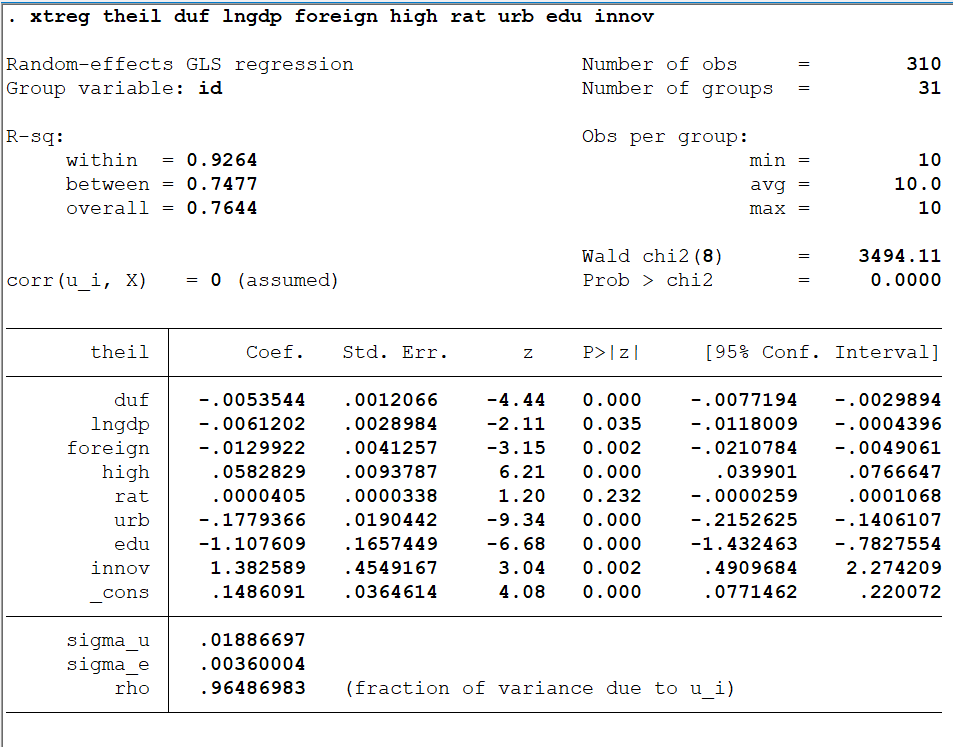 . xtreg theil duf lngdp foreign high rat urb edu innov
Random-effects GLS regression Number of obs = 310
Group variable: id Number of groups = 31
R-sq: Obs per group:
within = 0.9264 min = 10
between = 0.7477 avg = 10.0
overall = 0.7644 max = 10
Wald chi2(8) = 3494.11
corr(u_i, X) = 0 (assumed) Prob > chi2 = 0.0000
theil Coef. Std. Err. z P>|z| [95% Conf. Interval]
duf -.0053544 .0012066 -4.44 0.000 -.0077194 -.0029894
lngdp -.0061202 .0028984 -2.11 0.035 -.0118009 -.0004396
foreign -.0129922 .0041257 -3.15 0.002 -.0210784 -.0049061
high .0582829 .0093787 6.21 0.000 .039901 .0766647
rat .0000405 .0000338 1.20 0.232 -.0000259 .0001068
urb -.1779366 .0190442 -9.34 0.000 -.2152625 -.1406107
edu -1.107609 .1657449 -6.68 0.000 -1.432463 -.7827554
innov 1.382589 .4549167 3.04 0.002 .4909684 2.274209
_cons .1486091 .0364614 4.08 0.000 .0771462 .220072
sigma_u .01886697
sigma_e .00360004
rho .96486983 (fraction of variance due to u_i)